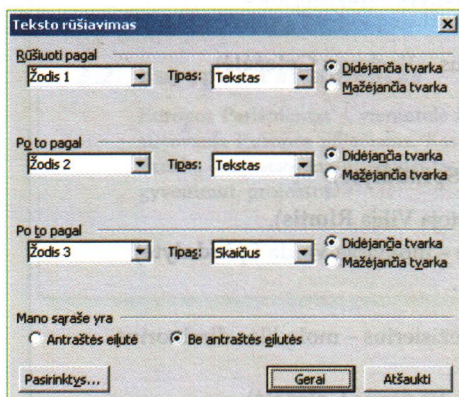 Teksto rūšiavimas
Rūšiuoti pagal
Žodis 1 Tipas: Tekstas Didėjančia tvarka
Mažėjančia tvarka
Po to pagal
Žodis 2 Tipas: Tekstas Didėjančia tvarka
Mažėjančia tvarka
Po to pagal
Žodis 3 Tipas: Skaičius Didėjančia tvarka
Mažėjančia tvarka
Mano sąraše yra
Antraštės eilutė Be antraštės eilutės
Pasirinktys... Gerai Atšaukti